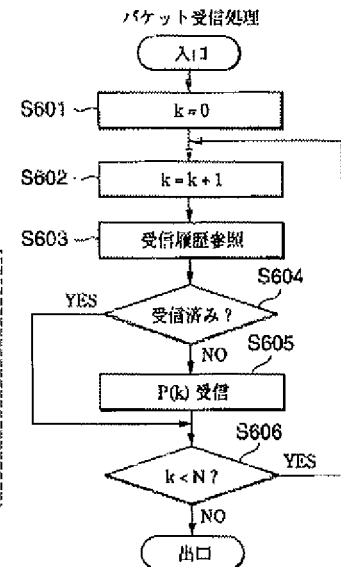 パケット受信処理
入口
S601
k=0
S602
k=k+1
S603
受信履歴参照
S604
YES
受信済み?
NO
S605
P(k) 受信
S606
k<N?
YES
NO
出口